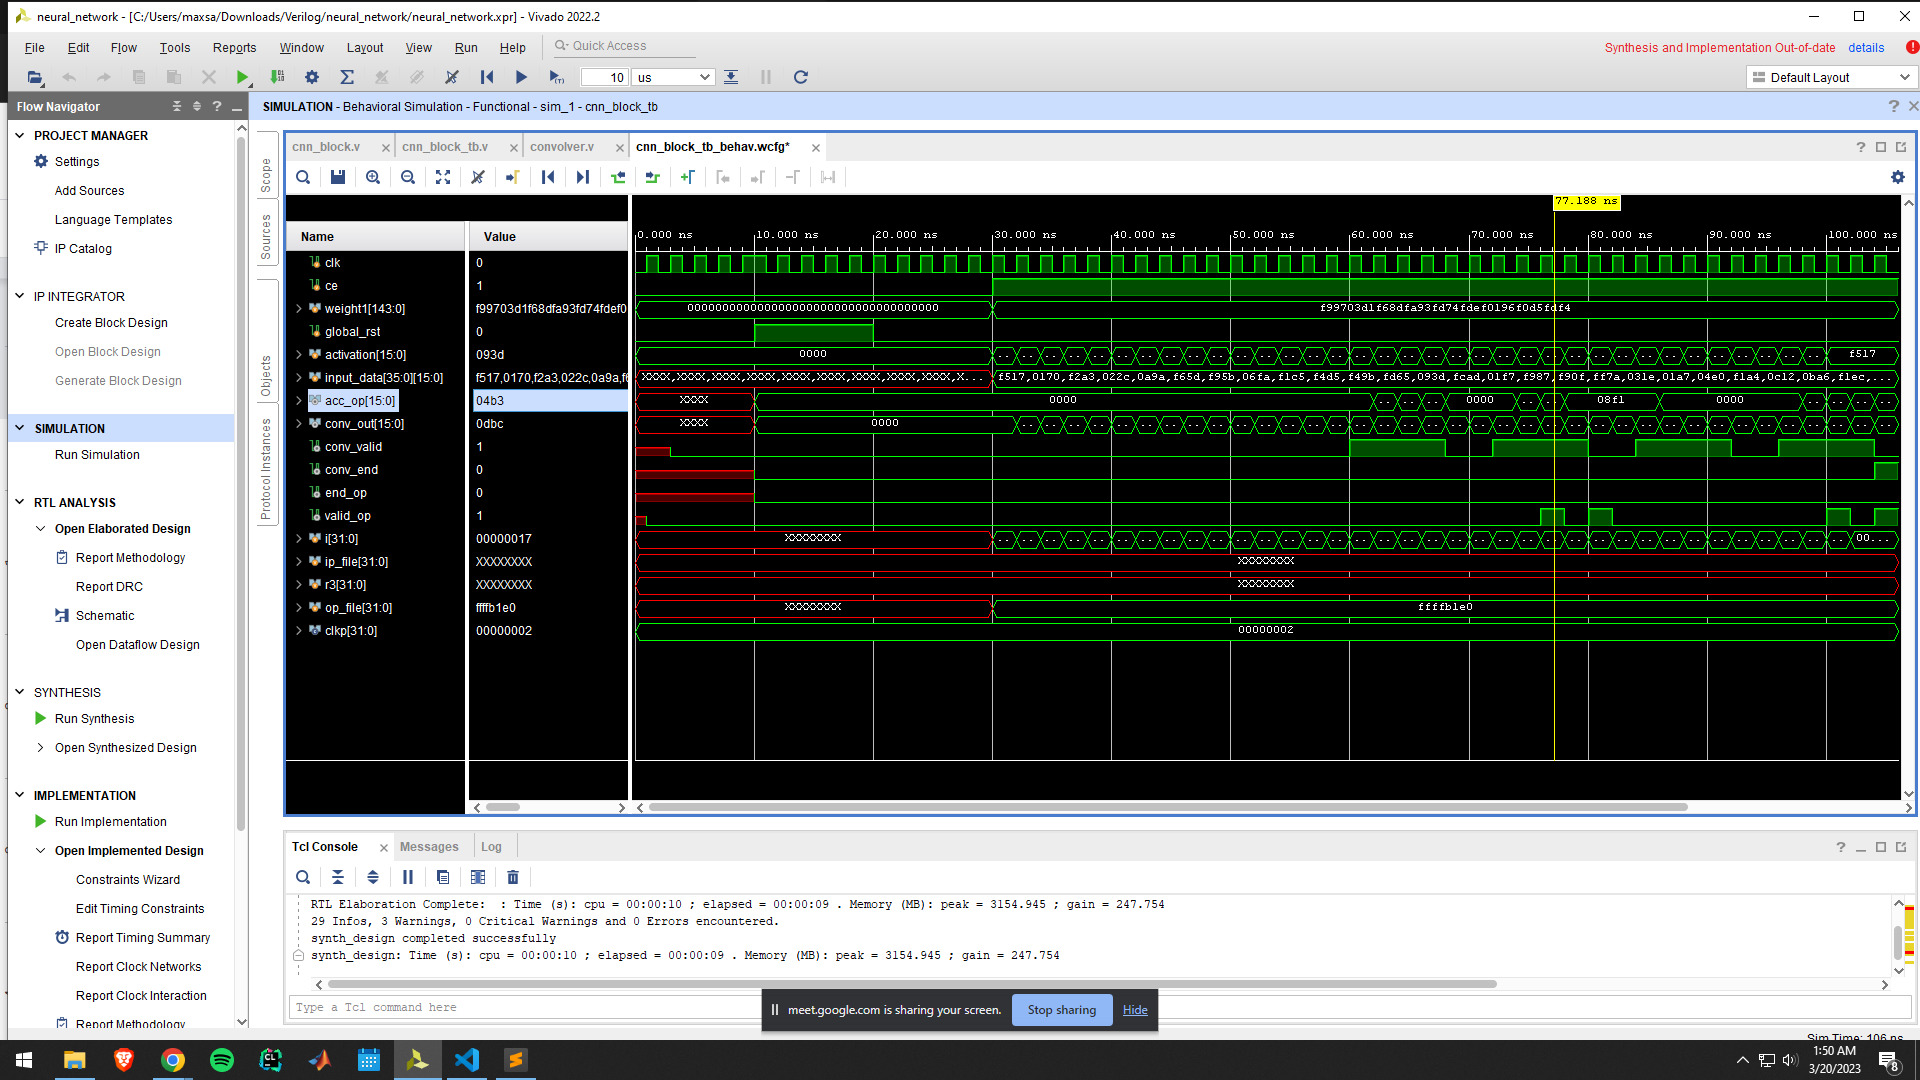 neural_network - [C:/Users/maxsa/Downloads/Verilog/neural_network/neural_network.xpr] - Vivado 2022.2
File Edit Flow Tools Reports Window Layout View Run Help Quick Access
Synthesis and Implementation Out-of-date details
10 us
Default Layout
Flow Navigator
SIMULATION - Behavioral Simulation - Functional - sim_1 - cnn_block_tb
PROJECT MANAGER
Settings
Add Sources
Language Templates
IP Catalog
IP INTEGRATOR
Create Block Design
Open Block Design
Generate Block Design
SIMULATION
Run Simulation
RTL ANALYSIS
Open Elaborated Design
Report Methodology
Report DRC
Schematic
Open Dataflow Design
SYNTHESIS
Run Synthesis
Open Synthesized Design
IMPLEMENTATION
Run Implementation
Open Implemented Design
Constraints Wizard
Edit Timing Constraints
Report Timing Summary
Report Clock Networks
Report Clock Interaction
Report Methodology
Scope
Sources
Objects
Protocol Instances
cnn_block.v cnn_block_tb.v convolver.v cnn_block_tb_behav.wcfg*
77.188 ns
Name Value
0.000 ns 10.000 ns 20.000 ns 30.000 ns 40.000 ns 50.000 ns 60.000 ns 70.000 ns 80.000 ns 90.000 ns 100.000 ns
clk 0
ce 1
weight1[143:0] f99703d1f68dfa93fd74fdef0 000000000000000000000000000000000000 f99703d1f68dfa93fd74fdef0196f0d5fdf4
global_rst 0
activation[15:0] 093d 0000 f517
input_data[35:0][15:0] f517,0170,f2a3,022c,0a9a,f6 XXXX,XXXX,XXXX,XXXX,XXXX,XXXX,XXXX,XXXX,XXXX,X... f517,0170,f2a3,022c,0a9a,f65d,f95b,06fa,f1c5,f4d5,f49b,fd65,093d,fcad,01f7,f987,f90f,ff7a,031e,01a7,04e0,f1a4,0c12,0ba6,f1ec,...
acc_op[15:0] 04b3 XXXX 0000 0000 08f1 0000
conv_out[15:0] 0dbc XXXX 0000
conv_valid 1
conv_end 0
end_op 0
valid_op 1
i[31:0] 00000017 XXXXXXXX 00...
ip_file[31:0] XXXXXXXX XXXXXXXX
r3[31:0] XXXXXXXX XXXXXXXX
op_file[31:0] ffffb1e0 XXXXXXXX ffffb1e0
clkp[31:0] 00000002 00000002
Tcl Console Messages Log
RTL Elaboration Complete: : Time (s): cpu = 00:00:10 ; elapsed = 00:00:09 . Memory (MB): peak = 3154.945 ; gain = 247.754
29 Infos, 3 Warnings, 0 Critical Warnings and 0 Errors encountered.
synth_design completed successfully
synth_design: Time (s): cpu = 00:00:10 ; elapsed = 00:00:09 . Memory (MB): peak = 3154.945 ; gain = 247.754
Type a Tcl command here
meet.google.com is sharing your screen. Stop sharing Hide
Sim Time: 106 ns
1:50 AM
3/20/2023
8